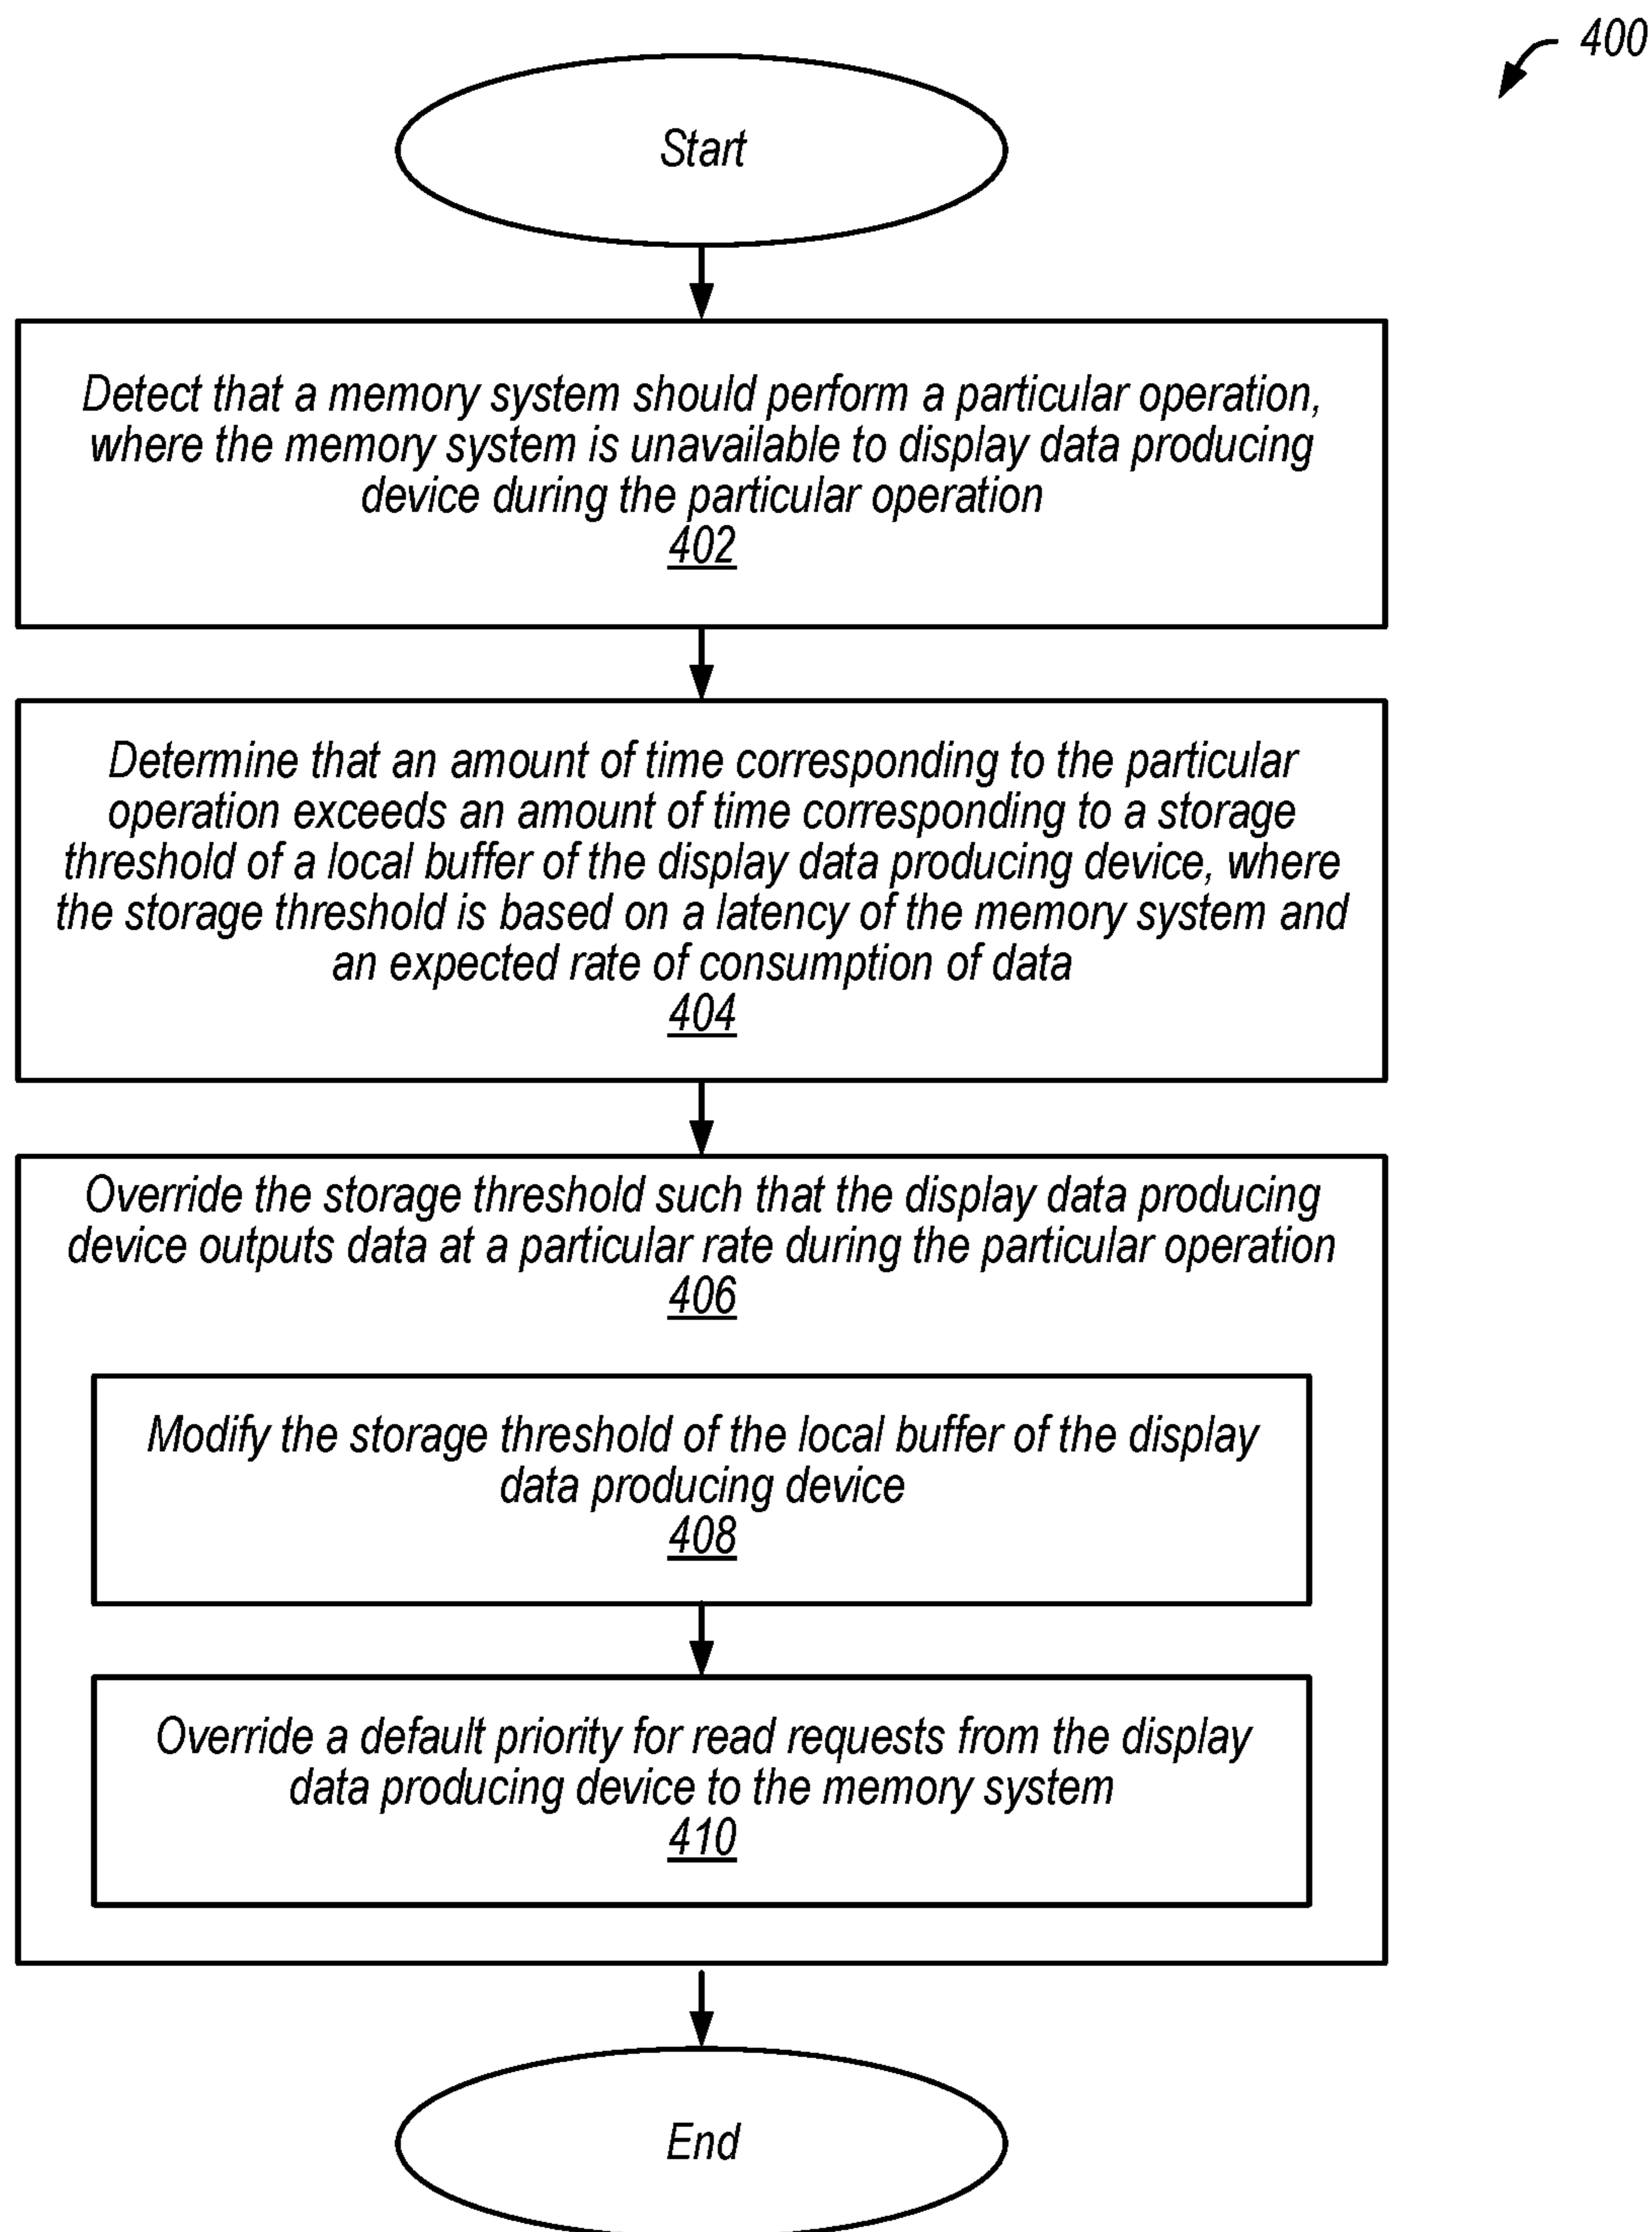 400
Start
Detect that a memory system should perform a particular operation,
where the memory system is unavailable to display data producing
device during the particular operation
402
Determine that an amount of time corresponding to the particular
operation exceeds an amount of time corresponding to a storage
threshold of a local buffer of the display data producing device, where
the storage threshold is based on a latency of the memory system and
an expected rate of consumption of data
404
Override the storage threshold such that the display data producing
device outputs data at a particular rate during the particular operation
406
Modify the storage threshold of the local buffer of the display
data producing device
408
Override a default priority for read requests from the display
data producing device to the memory system
410
End